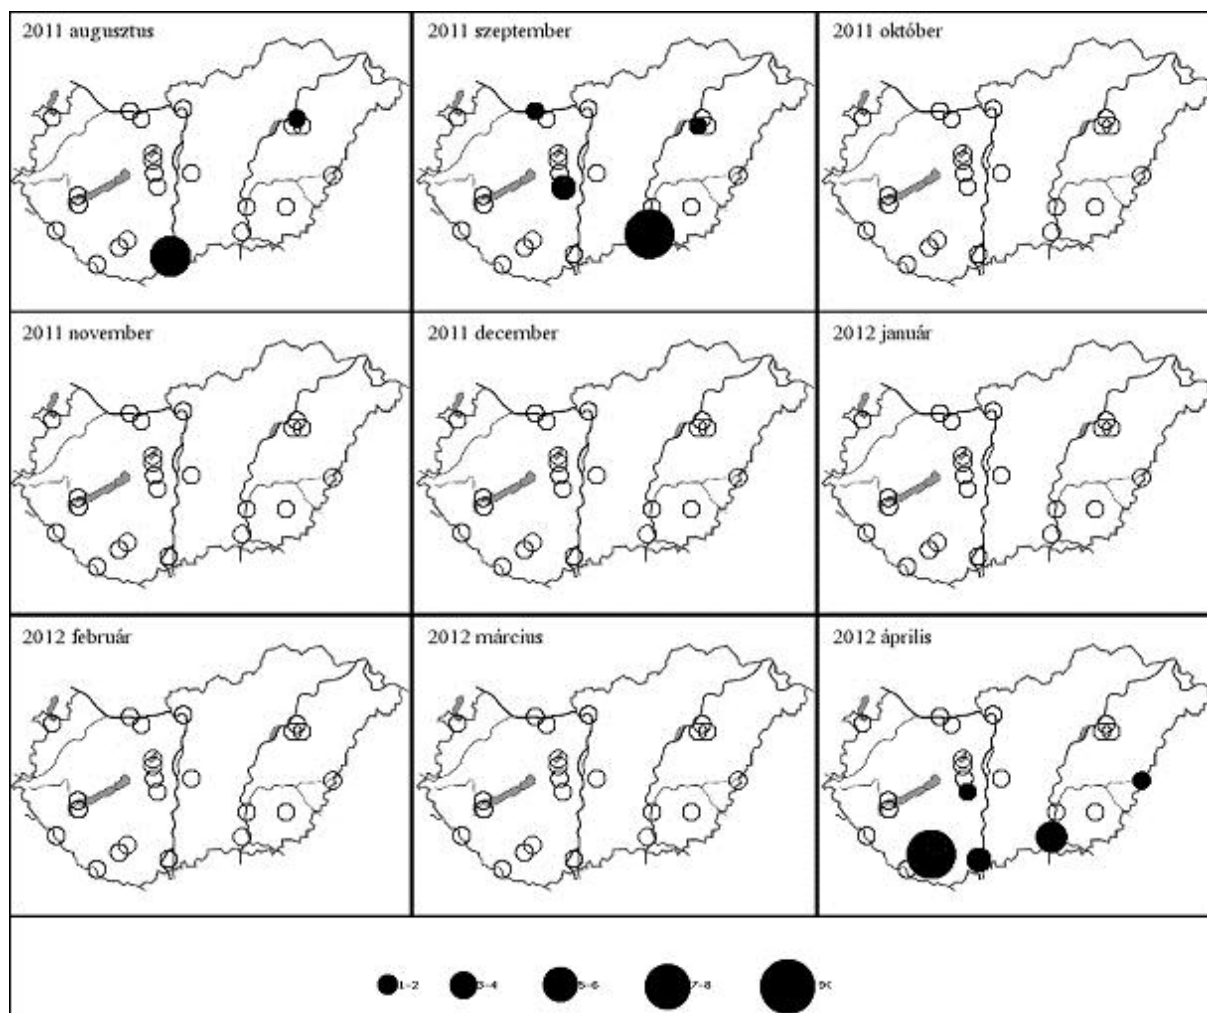 2011 augusztus
2011 szeptember
2011 október
2011 november
2011 december
2012 január
2012 február
2012 március
2012 április
1-2
3-4
5-6
7-8